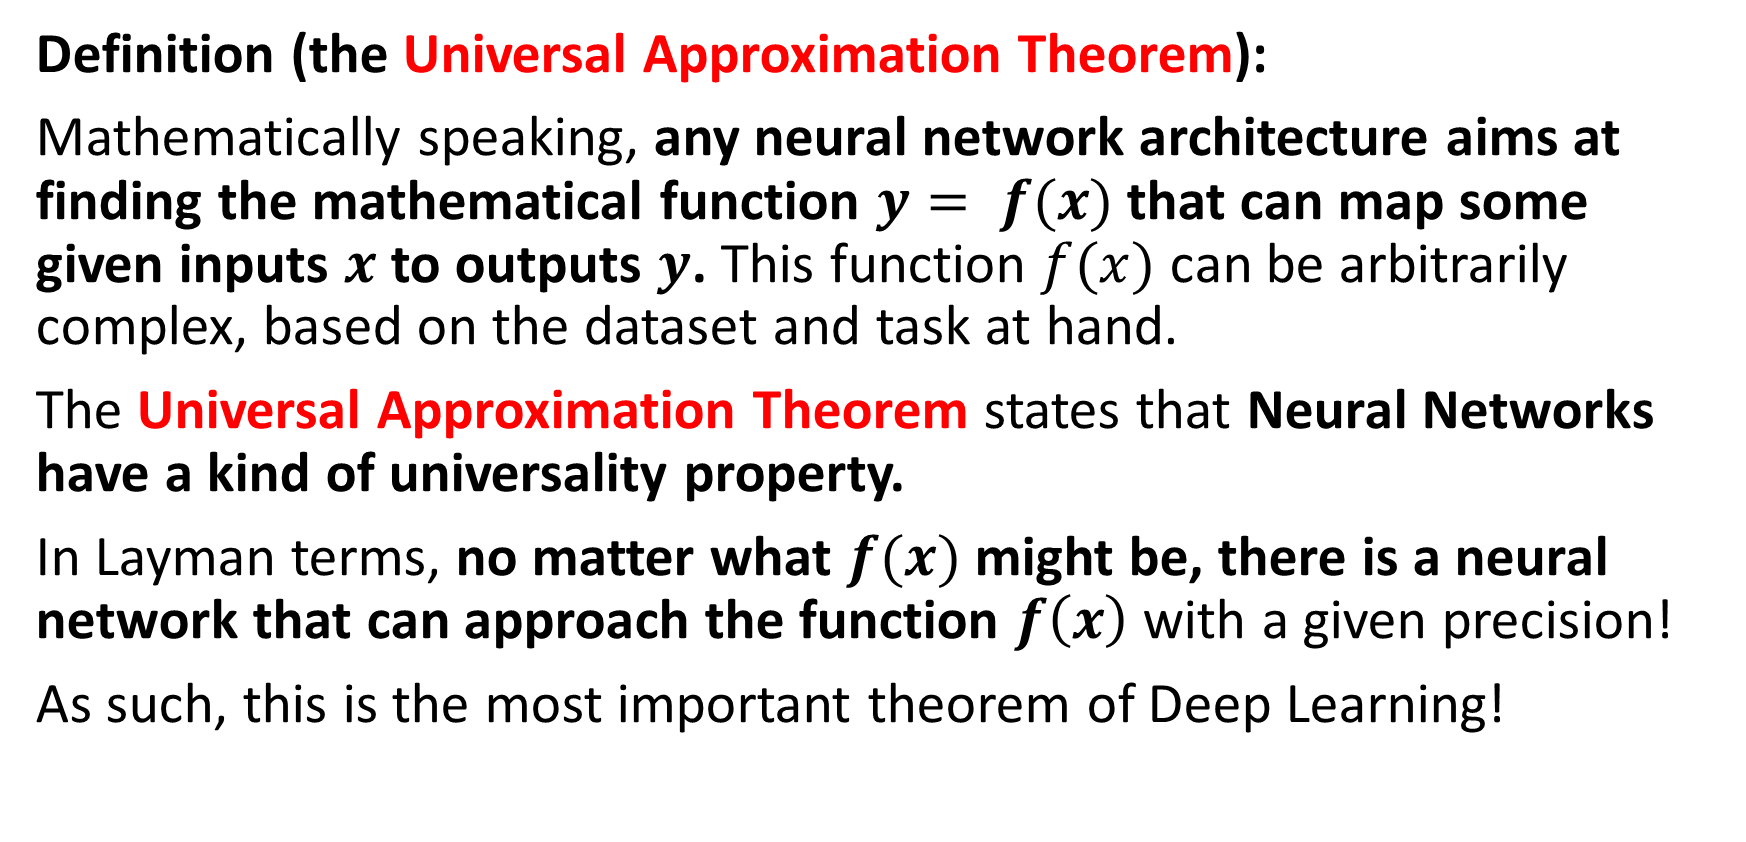 Definition (the Universal Approximation Theorem):
Mathematically speaking, any neural network architecture aims at
finding the mathematical function y = f(x) that can map some
given inputs x to outputs y. This function f(x) can be arbitrarily
complex, based on the dataset and task at hand.
The Universal Approximation Theorem states that Neural Networks
have a kind of universality property.
In Layman terms, no matter what f(x) might be, there is a neural
network that can approach the function f(x) with a given precision!
As such, this is the most important theorem of Deep Learning!